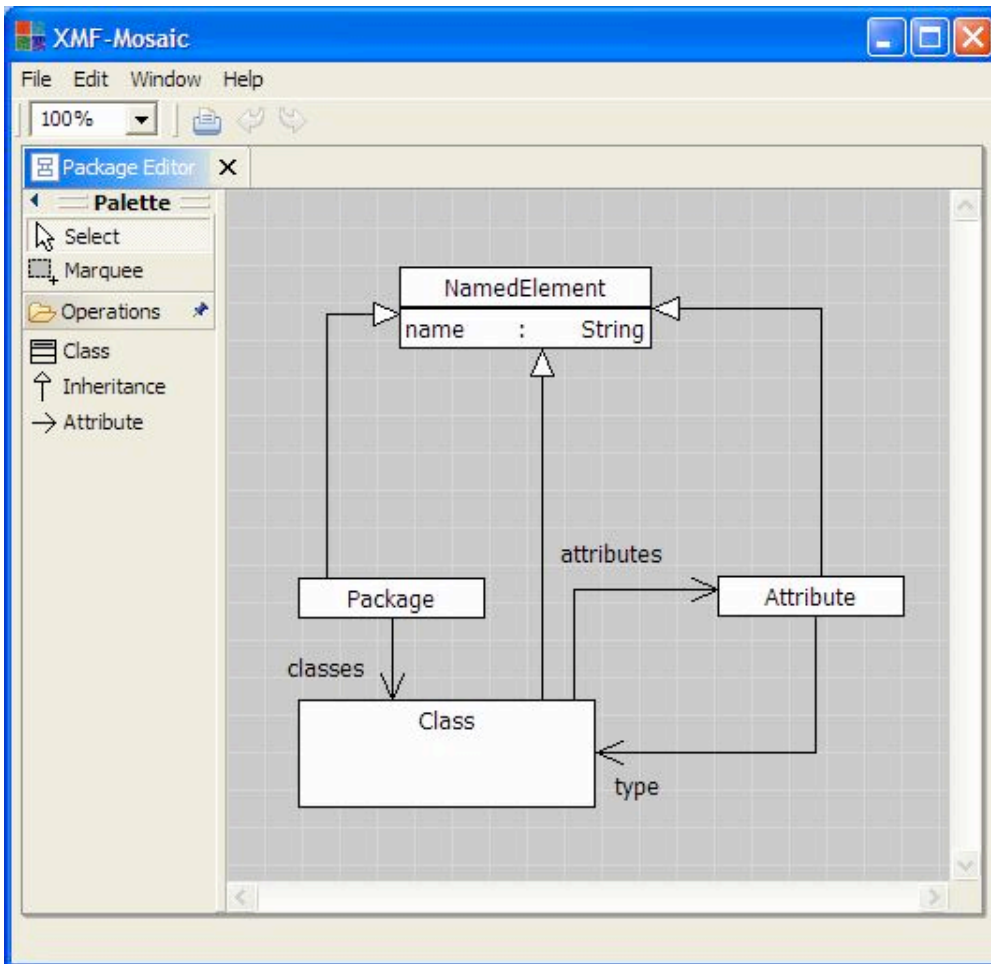 XMF-Mosaic
File Edit Window Help
100%
Package Editor
Palette
Select
Marquee
Operations
Class
Inheritance
Attribute
NamedElement
name : String
attributes
Package
Attribute
classes
Class
type